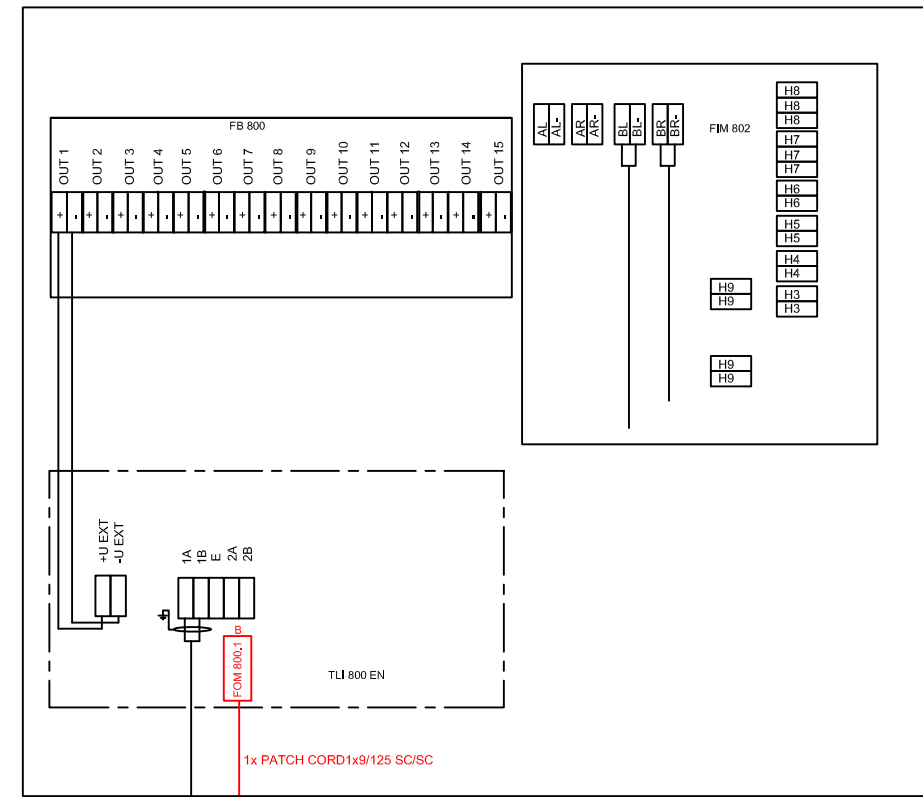 FB 800
OUT 1
OUT 2
OUT 3
OUT 4
OUT 5
OUT 6
OUT 7
OUT 8
OUT 9
OUT 10
OUT 11
OUT 12
OUT 13
OUT 14
OUT 15
+ - + - + - + - + - + - + - + - + - + - + - + - + - + - + -
AL
AL-
AR
AR-
BL
BL-
BR
BR-
FIM 802
H8
H8
H8
H7
H7
H7
H6
H6
H5
H5
H4
H4
H3
H3
H9
H9
H9
H9
+U EXT
-U EXT
1A
1B
E
2A
2B
B
FOM 800.1
TLI 800 EN
1x PATCH CORD1x9/125 SC/SC